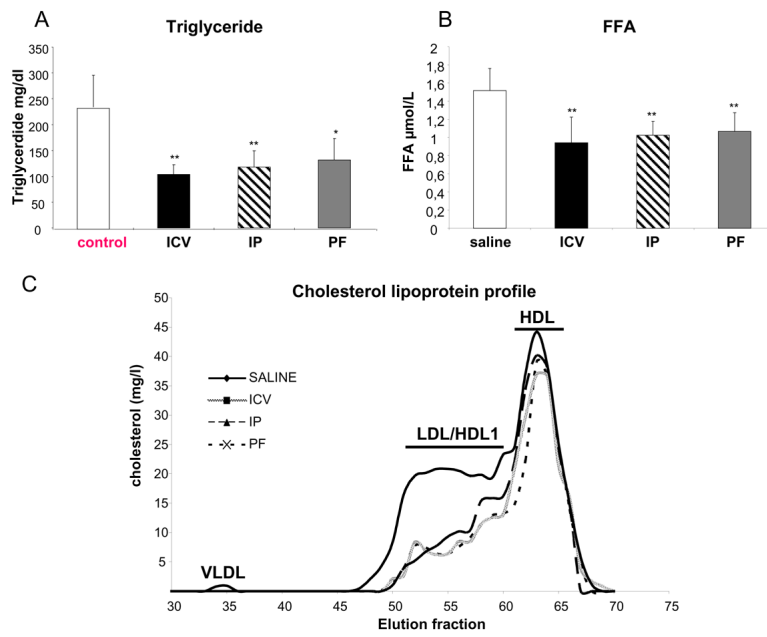 A
Triglyceride
Triglycerdide mg/dl
350
300
250
200
150
100
50
0
**
**
*
control ICV IP PF
B
FFA
FFA µmol/L
2
1,8
1,6
1,4
1,2
1
0,8
0,6
0,4
0,2
0
**
**
**
saline ICV IP PF
C
Cholesterol lipoprotein profile
cholesterol (mg/l)
50
45
40
35
30
25
20
15
10
5
HDL
SALINE
ICV
IP
PF
LDL/HDL1
VLDL
30 35 40 45 50 55 60 65 70 75
Elution fraction